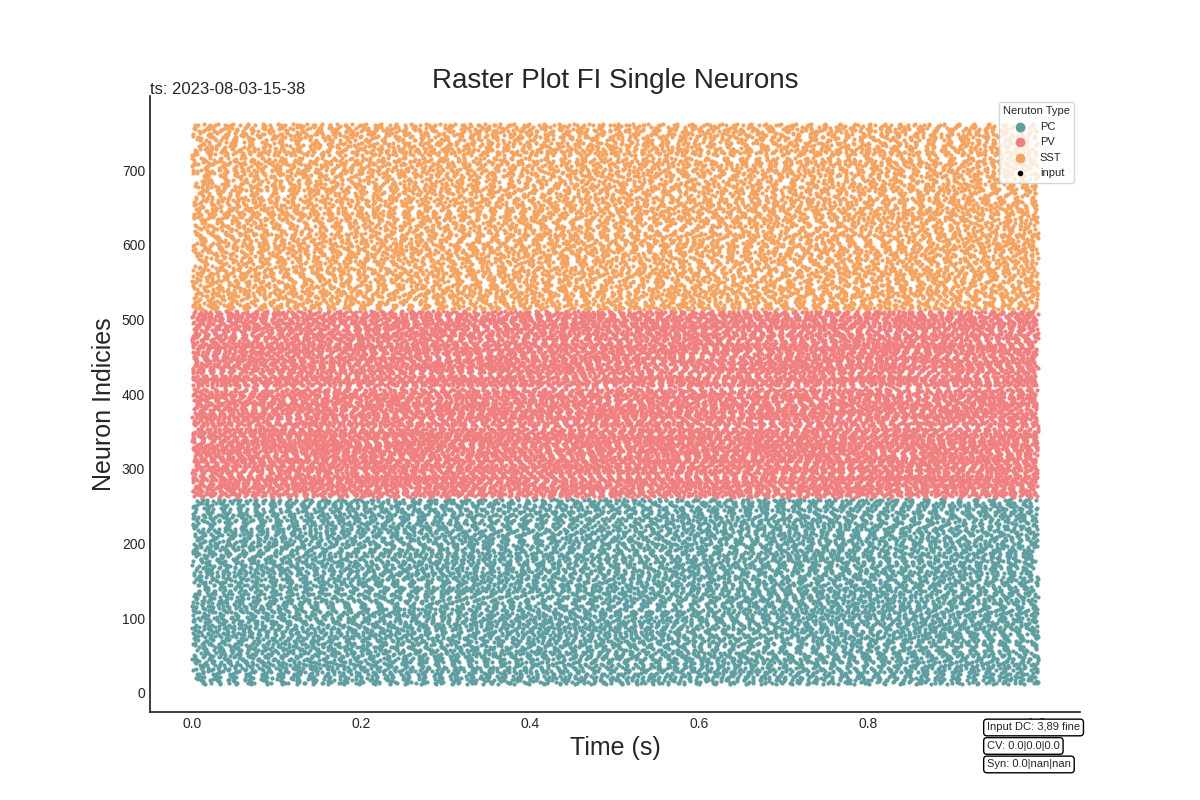 Raster Plot FI Single Neurons
ts: 2023-08-03-15-38
Neruton Type
PC
PV
SST
input
Neuron Indicies
700
600
500
400
300
200
100
0
0.0
0.2
0.4
0.6
0.8
Time (s)
Input DC: 3,89 fine
CV: 0.0|0.0|0.0
Syn: 0.0|nan|nan